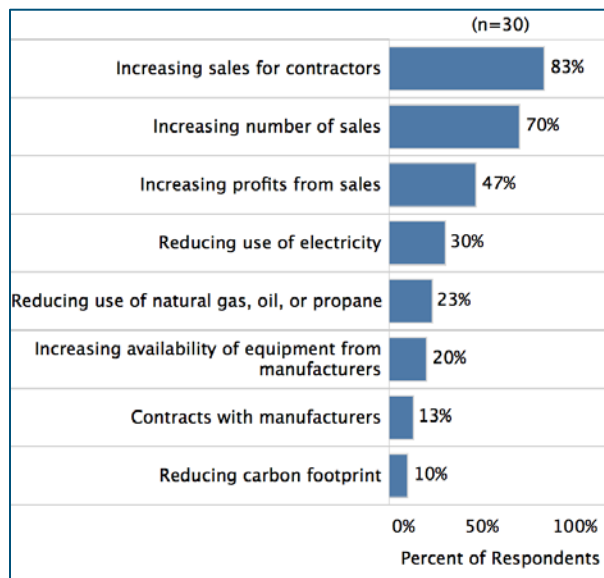 (n=30)
Increasing sales for contractors 83%
Increasing number of sales 70%
Increasing profits from sales 47%
Reducing use of electricity 30%
Reducing use of natural gas, oil, or propane 23%
Increasing availability of equipment from
manufacturers 20%
Contracts with manufacturers 13%
Reducing carbon footprint 10%
0% 50% 100%
Percent of Respondents